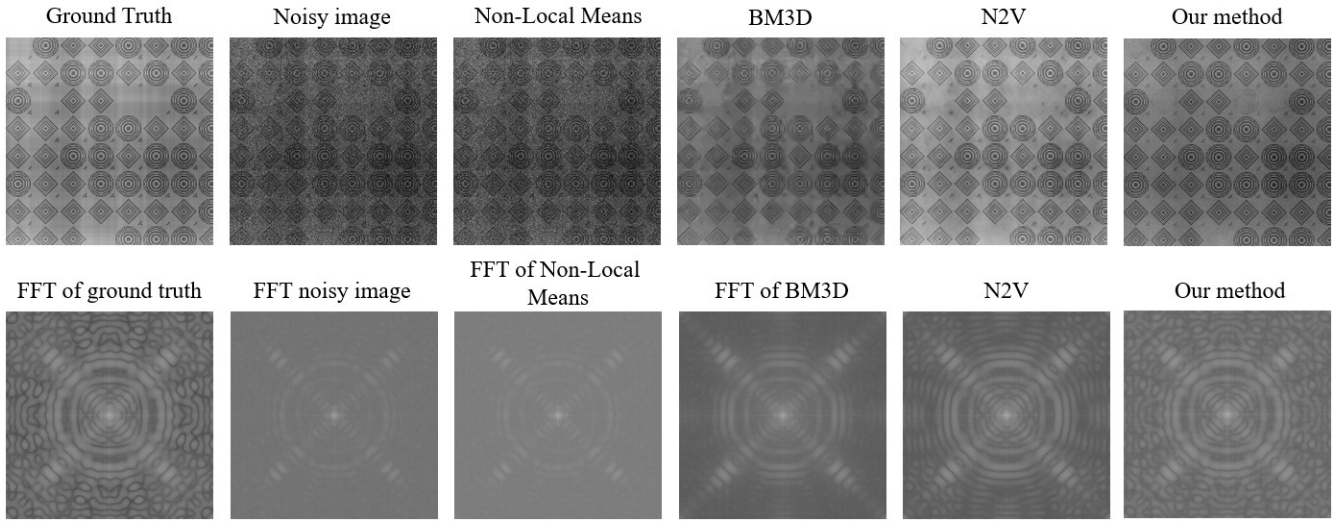 Ground Truth
Noisy image
Non-Local Means
BM3D
N2V
Our method
FFT of ground truth
FFT noisy image
FFT of Non-Local
Means
FFT of BM3D
N2V
Our method